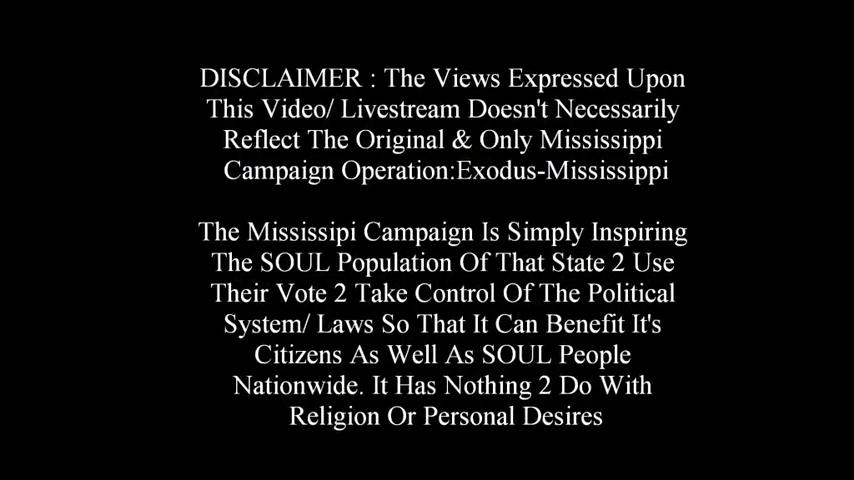 DISCLAIMER : The Views Expressed Upon
This Video/ Livestream Doesn't Necessarily
Reflect The Original & Only Mississippi
Campaign Operation:Exodus-Mississippi
The Mississipi Campaign Is Simply Inspiring
The SOUL Population Of That State 2 Use
Their Vote 2 Take Control Of The Political
System/ Laws So That It Can Benefit It's
Citizens As Well As SOUL People
Nationwide. It Has Nothing 2 Do With
Religion Or Personal Desires